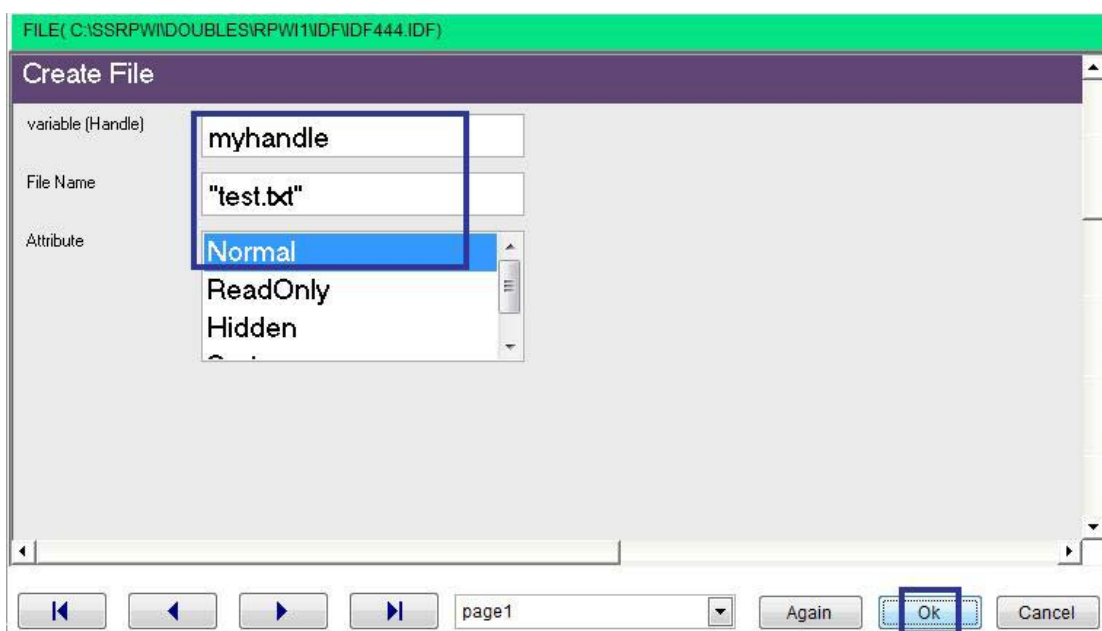 FILE( C:\SSRPWI\DOUBLES\RPWI1\IDF\IDF444.IDF)
Create File
variable (Handle)
myhandle
File Name
"test.txt"
Attribute
Normal
ReadOnly
Hidden
page1
Again
Ok
Cancel